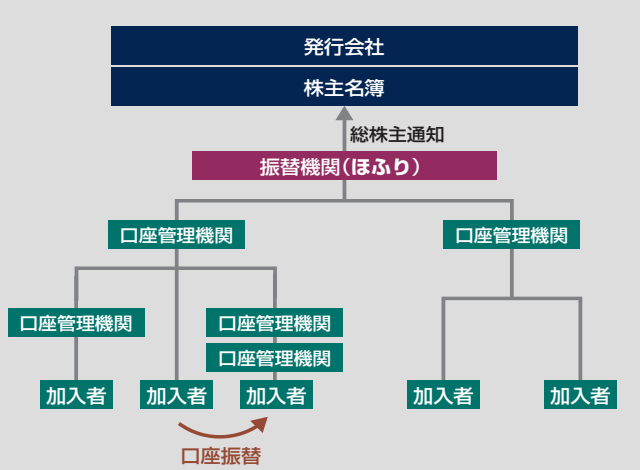 発行会社
株主名簿
総株主通知
振替機関(ほふり)
口座管理機関
口座管理機関
口座管理機関
口座管理機関
口座管理機関
加入者
加入者
加入者
加入者
加入者
口座振替